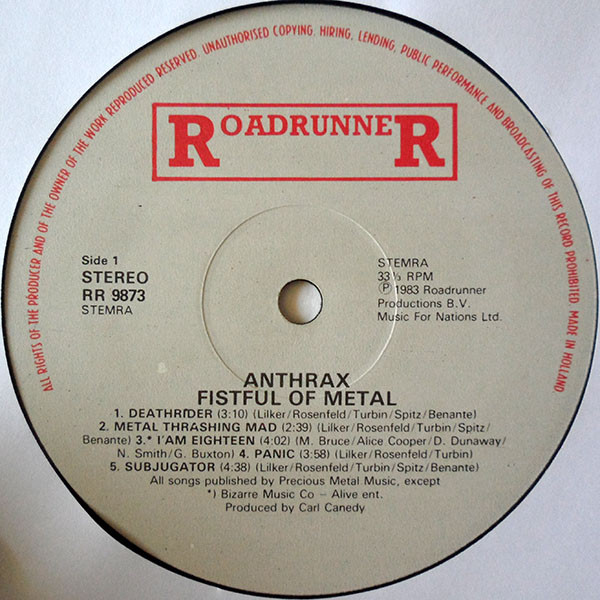 ALL RIGHTS OF THE PRODUCER AND OF THE OWNER OF THE WORK REPRODUCED RESERVED. UNAUTHORISED COPYING, HIRING, LENDING, PUBLIC PERFORMANCE AND BROADCASTING OF THIS RECORD PROHIBITED. MADE IN HOLLAND
ROADRUNNER
Side 1
STEREO
RR 9873
STEMRA
STEMRA
33⅓ RPM
Ⓟ 1983 Roadrunner
Productions B.V.
Music For Nations Ltd.
ANTHRAX
FISTFUL OF METAL
1. DEATHRIDER (3:10) (Lilker/Rosenfeld/Turbin/Spitz/Benante)
2. METAL THRASHING MAD (2:39) (Lilker/Rosenfeld/Turbin/Spitz/
Benante) 3.* I'AM EIGHTEEN (4:02) (M. Bruce/Alice Cooper/D. Dunaway/
N. Smith/G. Buxton) 4. PANIC (3:58) (Lilker/Rosenfeld/Turbin)
5. SUBJUGATOR (4:38) (Lilker/Rosenfeld/Turbin/Spitz/Benante)
All songs published by Precious Metal Music, except
*) Bizarre Music Co – Alive ent.
Produced by Carl Canedy